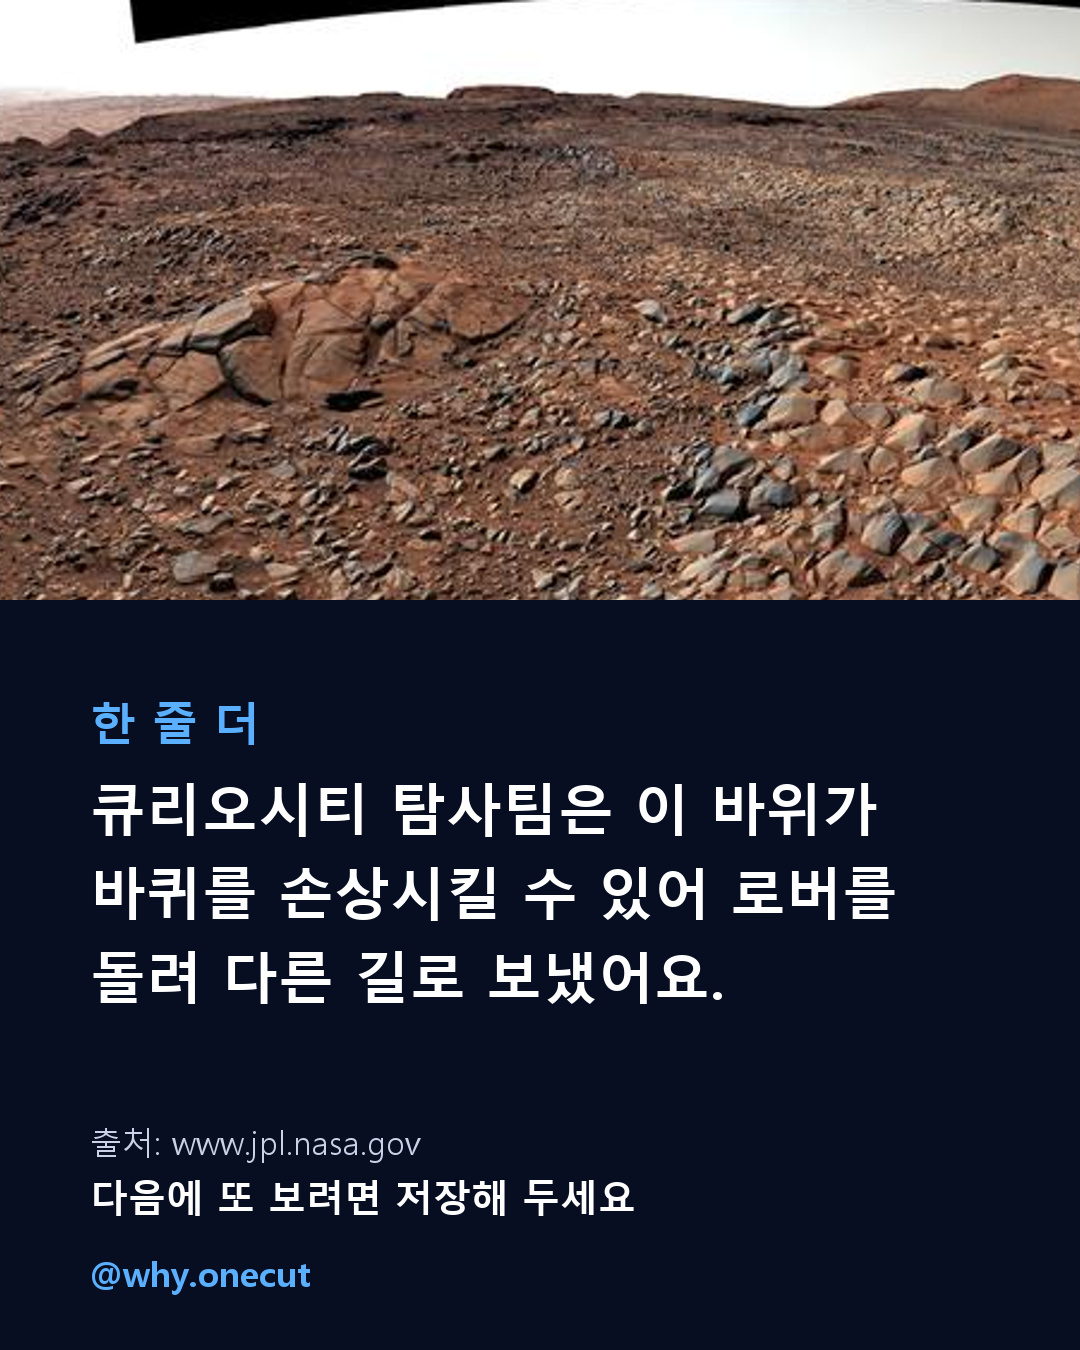 한 줄 더
큐리오시티 탐사팀은 이 바위가
바퀴를 손상시킬 수 있어 로버를
돌려 다른 길로 보냈어요.
출처: www.jpl.nasa.gov
다음에 또 보려면 저장해 두세요
@why.onecut